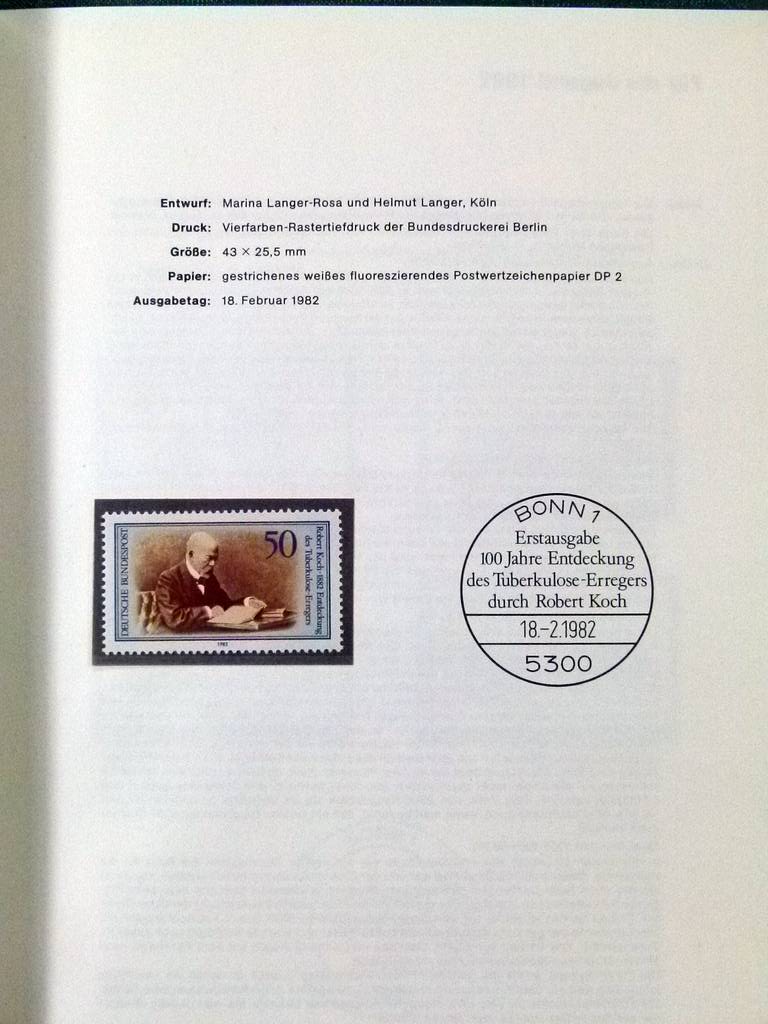 Entwurf: Marina Langer-Rosa und Helmut Langer, Köln
Druck: Vierfarben-Rastertiefdruck der Bundesdruckerei Berlin
Größe: 43 × 25,5 mm
Papier: gestrichenes weißes fluoreszierendes Postwertzeichenpapier DP 2
Ausgabetag: 18. Februar 1982
DEUTSCHE BUNDESPOST
50
Robert Koch · 1882 Entdeckung
des Tuberkulose-Erregers
1982
BONN 1
Erstausgabe
100 Jahre Entdeckung
des Tuberkulose-Erregers
durch Robert Koch
18.-2.1982
5300